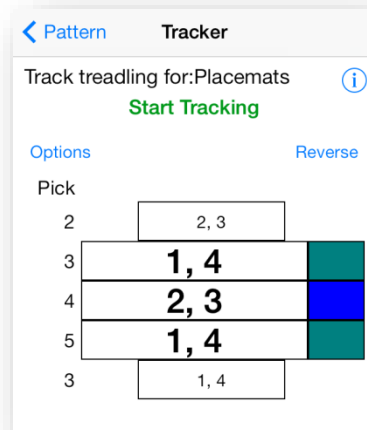 Pattern Tracker
Track treadling for:Placemats
Start Tracking
Options Reverse
Pick
2 2, 3
3 1, 4
4 2, 3
5 1, 4
3 1, 4